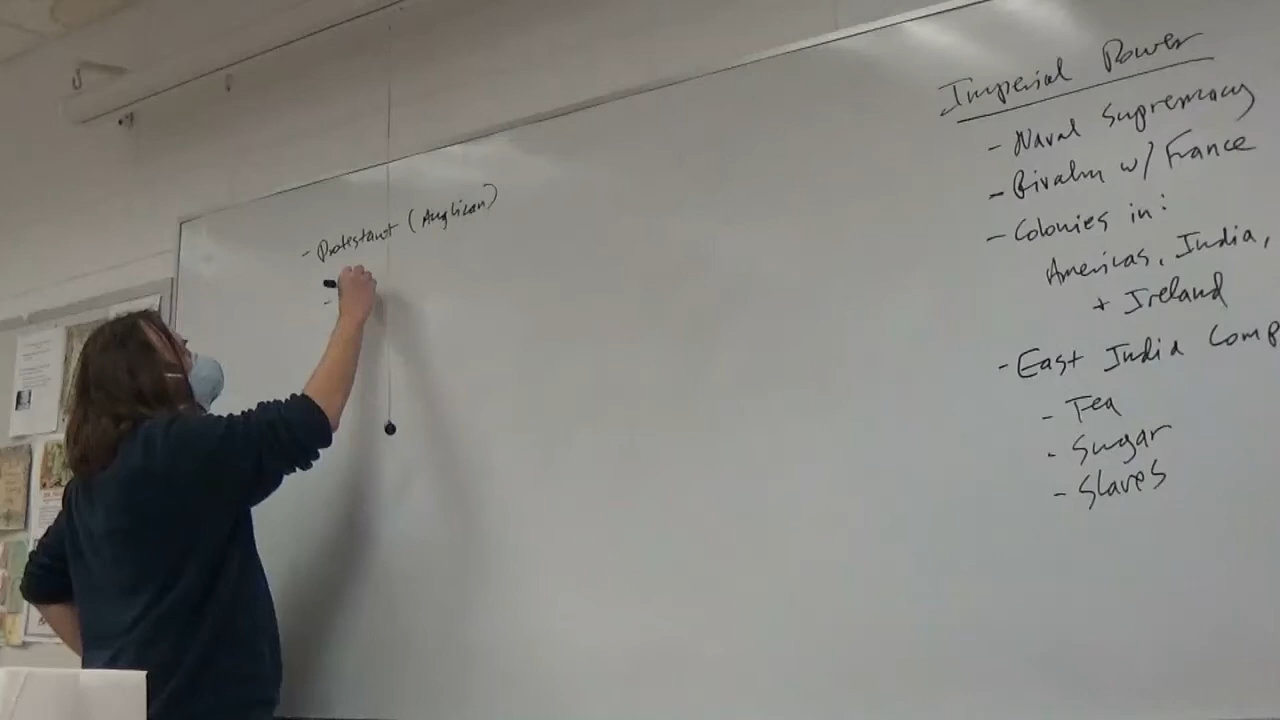 - Protestant (Anglican)
-
Imperial Power
- Naval Supremacy
- Rivalry w/ France
- Colonies in:
Americas, India,
+ Ireland
- East India Comp
- Tea
- Sugar
- Slaves